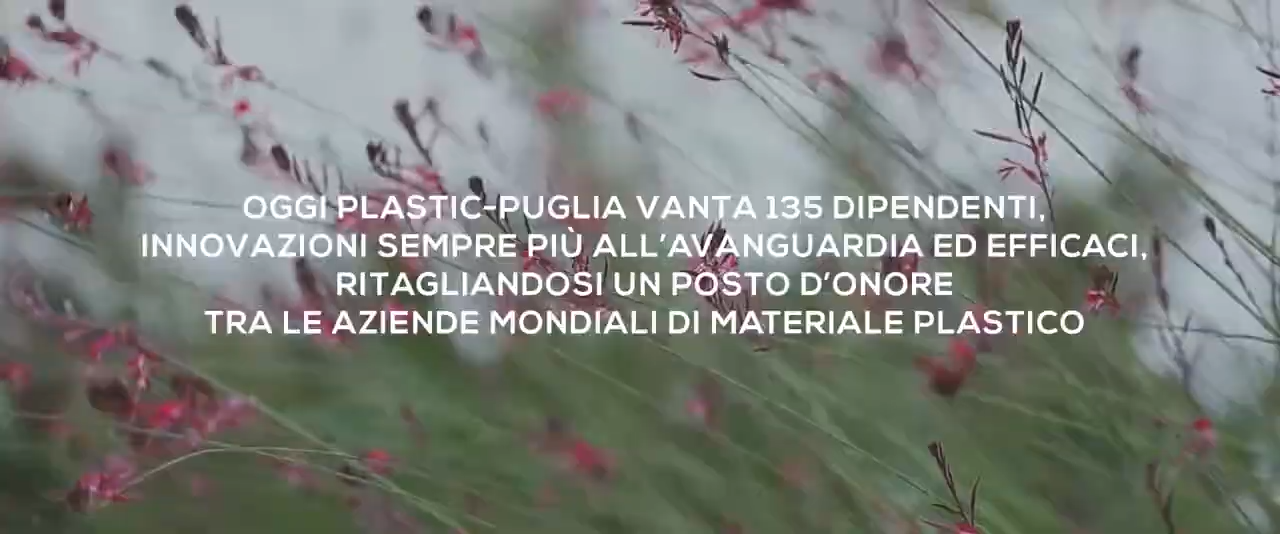 OGGI PLASTIC-PUGLIA VANTA 135 DIPENDENTI,
INNOVAZIONI SEMPRE PIÙ ALL'AVANGUARDIA ED EFFICACI,
RITAGLIANDOSI UN POSTO D'ONORE
TRA LE AZIENDE MONDIALI DI MATERIALE PLASTICO